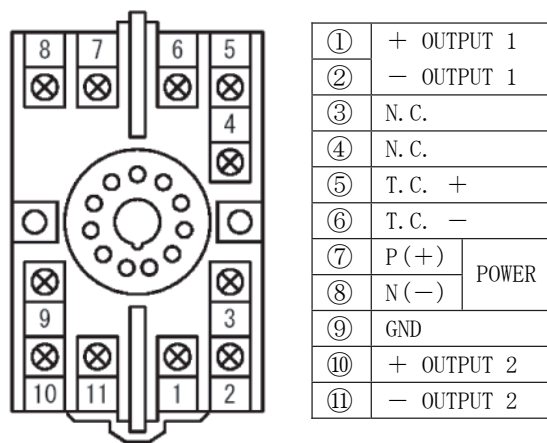 8 7 6 5
4
9 3
10 11 1 2
① + OUTPUT 1
② － OUTPUT 1
③ N.C.
④ N.C.
⑤ T.C. +
⑥ T.C. －
⑦ P(+) POWER
⑧ N(－)
⑨ GND
⑩ + OUTPUT 2
⑪ － OUTPUT 2